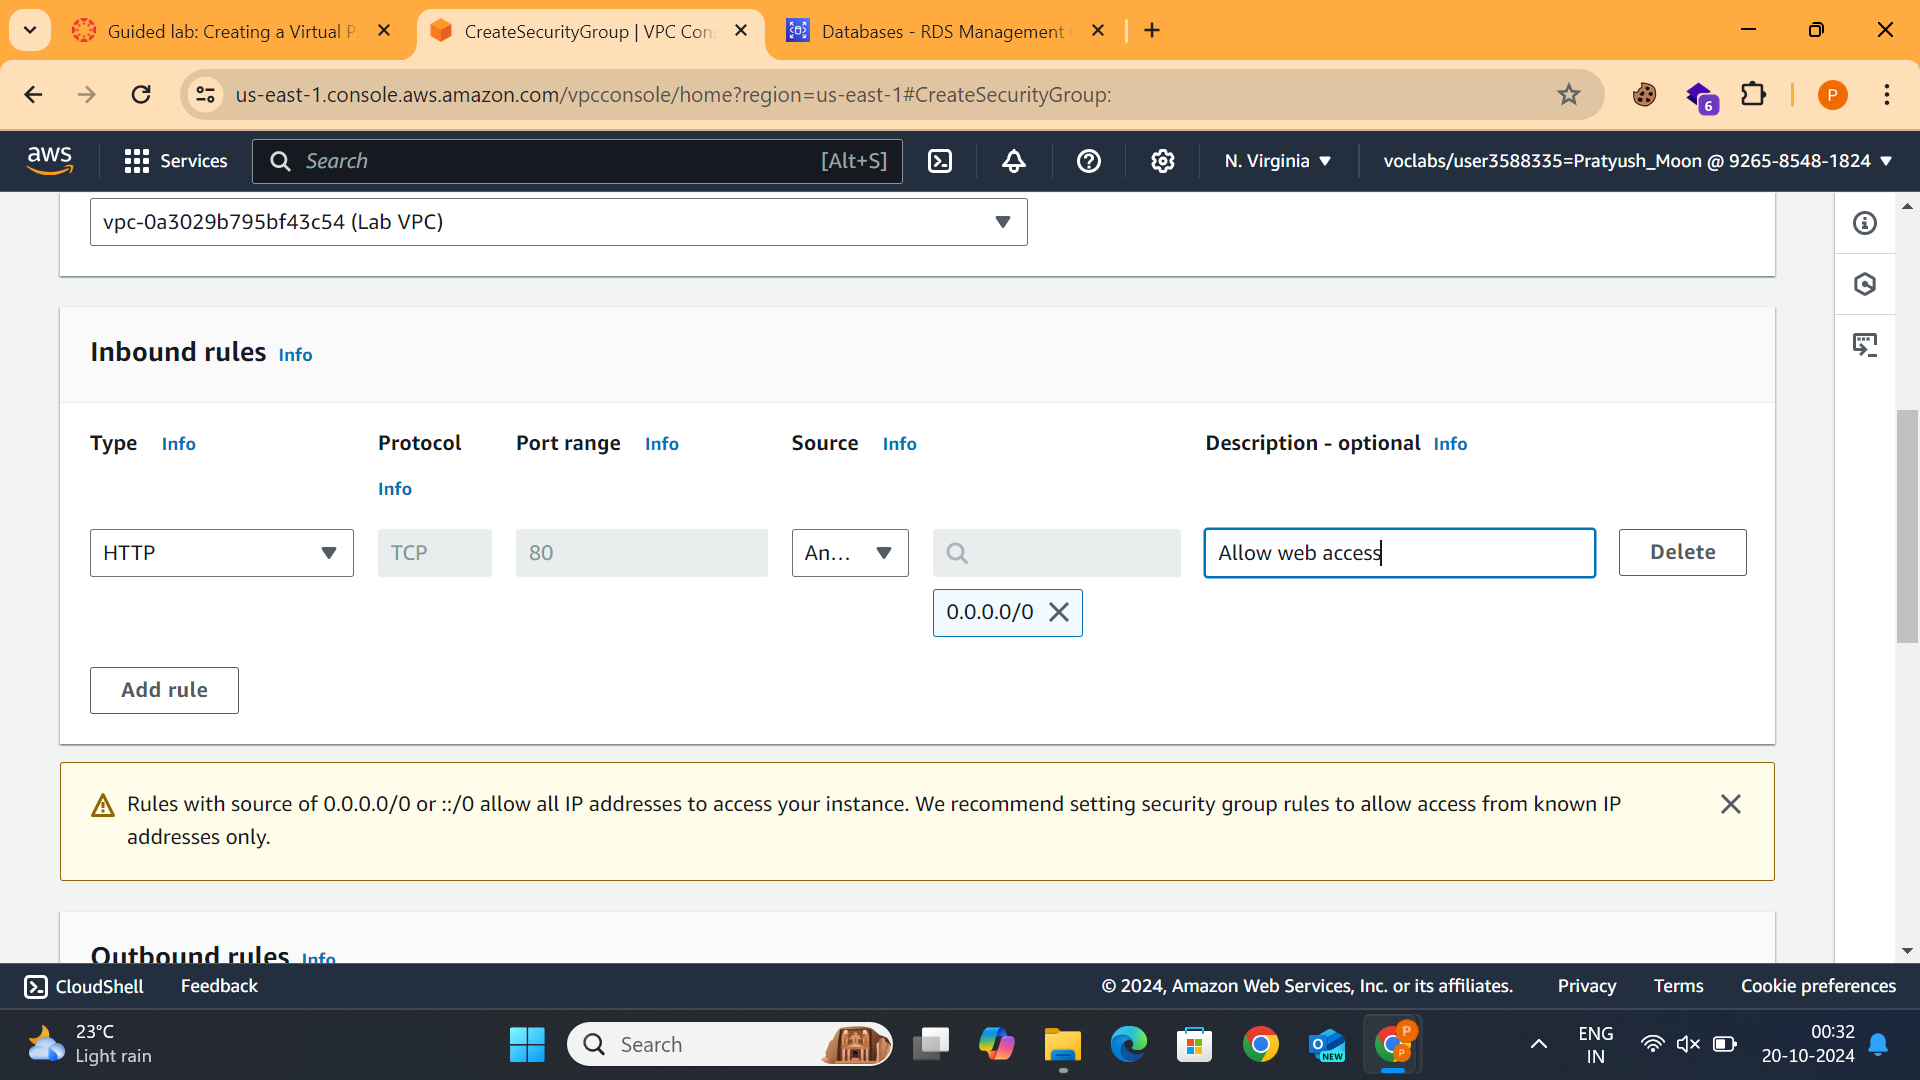 Guided lab: Creating a Virtual P
CreateSecurityGroup | VPC Con
Databases - RDS Management
us-east-1.console.aws.amazon.com/vpcconsole/home?region=us-east-1#CreateSecurityGroup:
6
P
aws
Services
Search
[Alt+S]
N. Virginia
voclabs/user3588335=Pratyush_Moon @ 9265-8548-1824
vpc-0a3029b795bf43c54 (Lab VPC)
Inbound rules Info
Type Info
Protocol
Info
Port range Info
Source Info
Description - optional Info
HTTP
TCP
80
An...
Allow web access
Delete
0.0.0.0/0
Add rule
Rules with source of 0.0.0.0/0 or ::/0 allow all IP addresses to access your instance. We recommend setting security group rules to allow access from known IP
addresses only.
Outbound rules Info
CloudShell
Feedback
© 2024, Amazon Web Services, Inc. or its affiliates.
Privacy
Terms
Cookie preferences
23°C
Light rain
Search
NEW
P
P
ENG
IN
00:32
20-10-2024